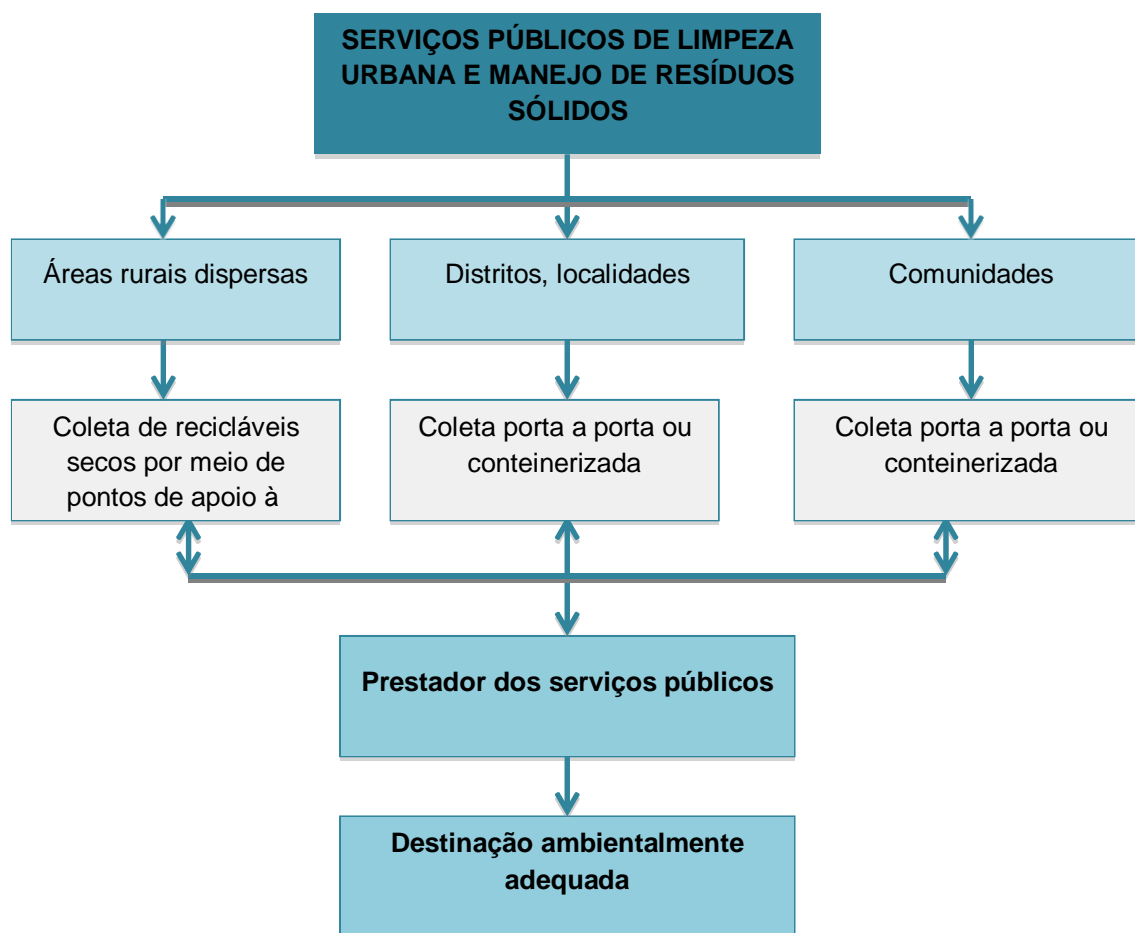 SERVIÇOS PÚBLICOS DE LIMPEZA
URBANA E MANEJO DE RESÍDUOS
SÓLIDOS
Áreas rurais dispersas
Distritos, localidades
Comunidades
Coleta de recicláveis
secos por meio de
pontos de apoio à
Coleta porta a porta ou
conteinerizada
Coleta porta a porta ou
conteinerizada
Prestador dos serviços públicos
Destinação ambientalmente
adequada